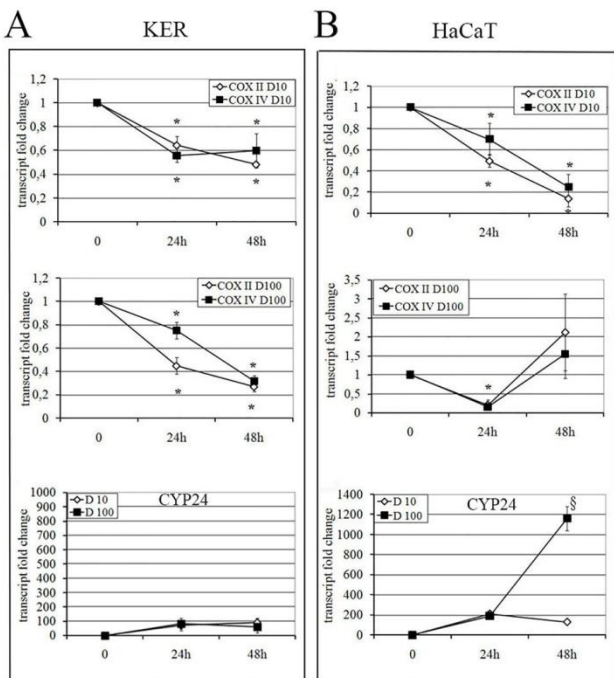 A
KER
1,2
1
0,8
0,6
0,4
0,2
0
transcript fold change
COX II D10
COX IV D10
*
*
*
*
0
24h
48h
1,2
1
0,8
0,6
0,4
0,2
0
transcript fold change
COX II D100
COX IV D100
*
*
*
*
0
24h
48h
1000
900
800
700
600
500
400
300
200
100
0
transcript fold change
D 10
D 100
CYP24
0
24h
48h
B
HaCaT
1,2
1
0,8
0,6
0,4
0,2
0
transcript fold change
COX II D10
COX IV D10
*
*
*
*
0
24h
48h
3,5
3
2,5
2
1,5
1
0,5
0
transcript fold change
COX II D100
COX IV D100
*
0
24h
48h
1400
1200
1000
800
600
400
200
0
transcript fold change
D 10
D 100
CYP24
§
0
24h
48h